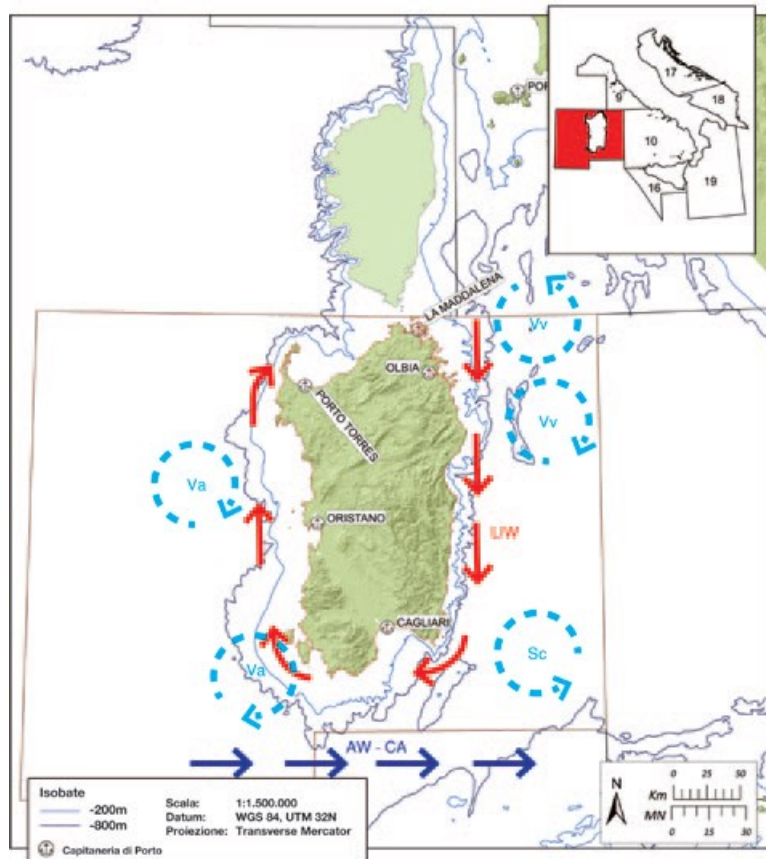 POR
17
18
9
10
16
19
LA MADDALENA
Vv
OLBIA
PORTO TORRES
Vv
Va
ORISTANO
LIW
CAGLIARI
Va
Sc
AW - CA
Isobate
-200m
-800m
Scala: 1:1.500.000
Datum: WGS 84, UTM 32N
Proiezione: Transverse Mercator
Capitaneria di Porto
N
0 25 50
Km
MN
0 10 20 30